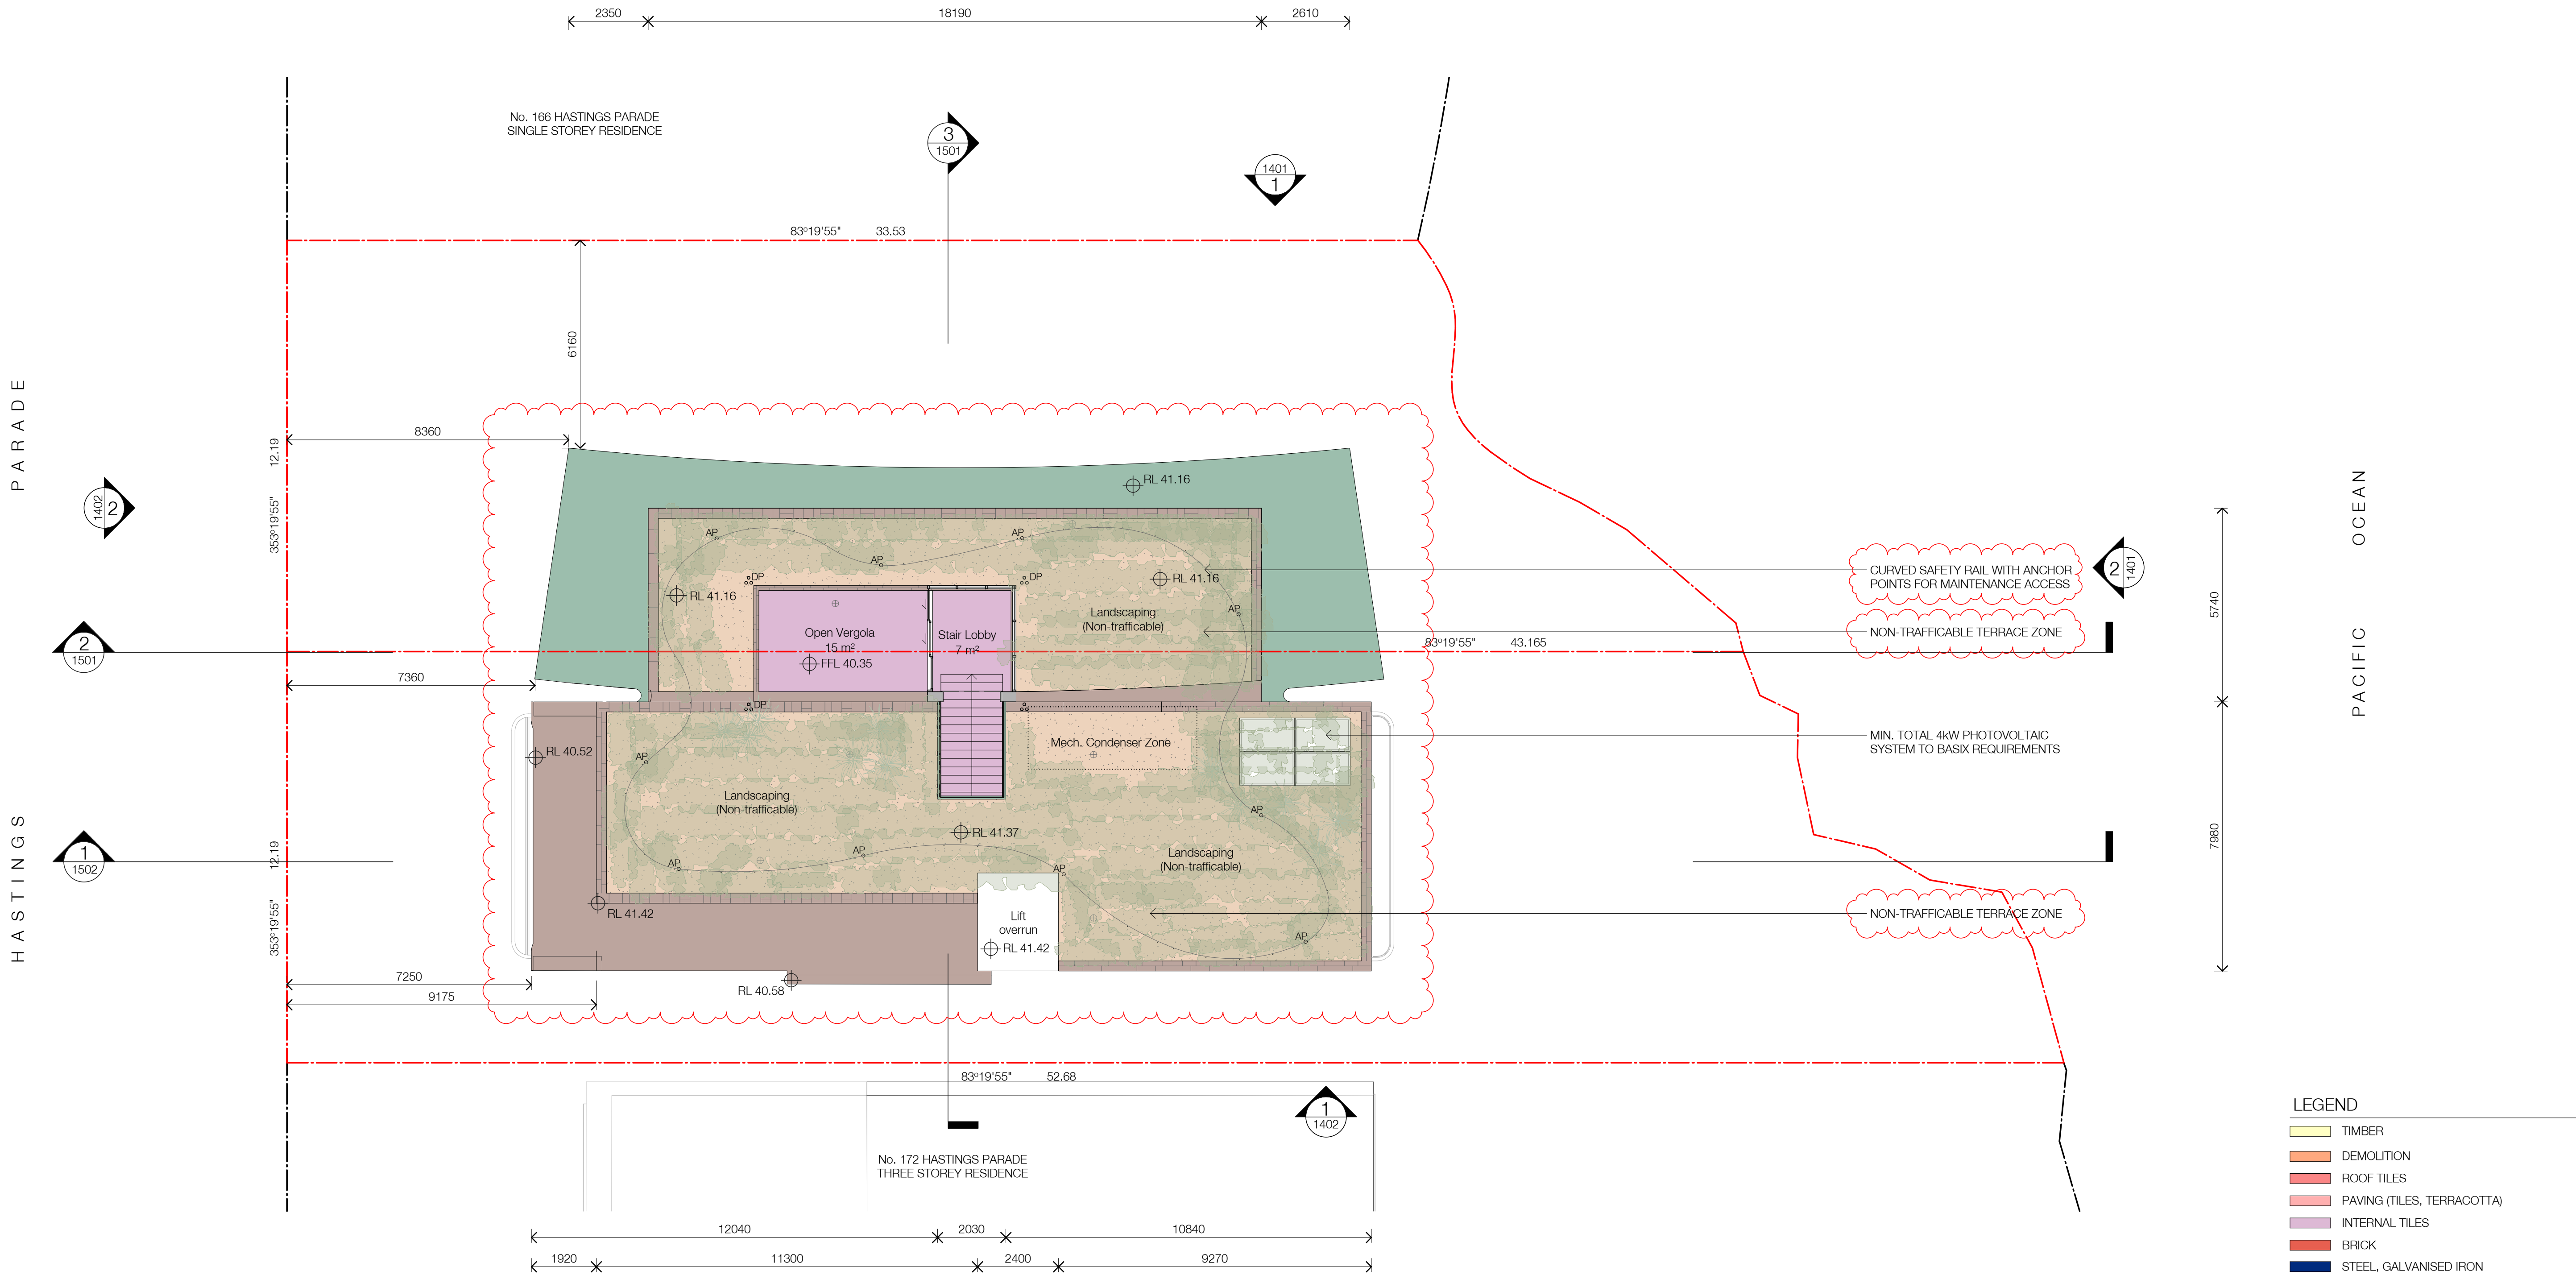 2350
18190
2610
No. 166 HASTINGS PARADE
SINGLE STOREY RESIDENCE
3
1501
1401
1
83°19'55" 33.53
6160
HASTINGS PARADE
8360
12.19
353°19'55"
1402
2
RL 41.16
AP
AP
AP
DP
DP
RL 41.16
RL 41.16
AP
Landscaping
(Non-trafficable)
Open Vergola
15 m²
FFL 40.35
Stair Lobby
7 m²
CURVED SAFETY RAIL WITH ANCHOR
POINTS FOR MAINTENANCE ACCESS
2
1401
NON-TRAFFICABLE TERRACE ZONE
83°19'55" 43.165
5740
PACIFIC OCEAN
2
1501
7360
DP
RL 40.52
AP
Mech. Condenser Zone
MIN. TOTAL 4kW PHOTOVOLTAIC
SYSTEM TO BASIX REQUIREMENTS
Landscaping
(Non-trafficable)
AP
RL 41.37
7980
1
1502
12.19
353°19'55"
AP
AP
AP
Landscaping
(Non-trafficable)
RL 41.42
Lift
overrun
RL 41.42
AP
NON-TRAFFICABLE TERRACE ZONE
7250
RL 40.58
9175
83°19'55" 52.68
1
1402
No. 172 HASTINGS PARADE
THREE STOREY RESIDENCE
12040
2030
10840
1920
11300
2400
9270
LEGEND
TIMBER
DEMOLITION
ROOF TILES
PAVING (TILES, TERRACOTTA)
INTERNAL TILES
BRICK
STEEL, GALVANISED IRON